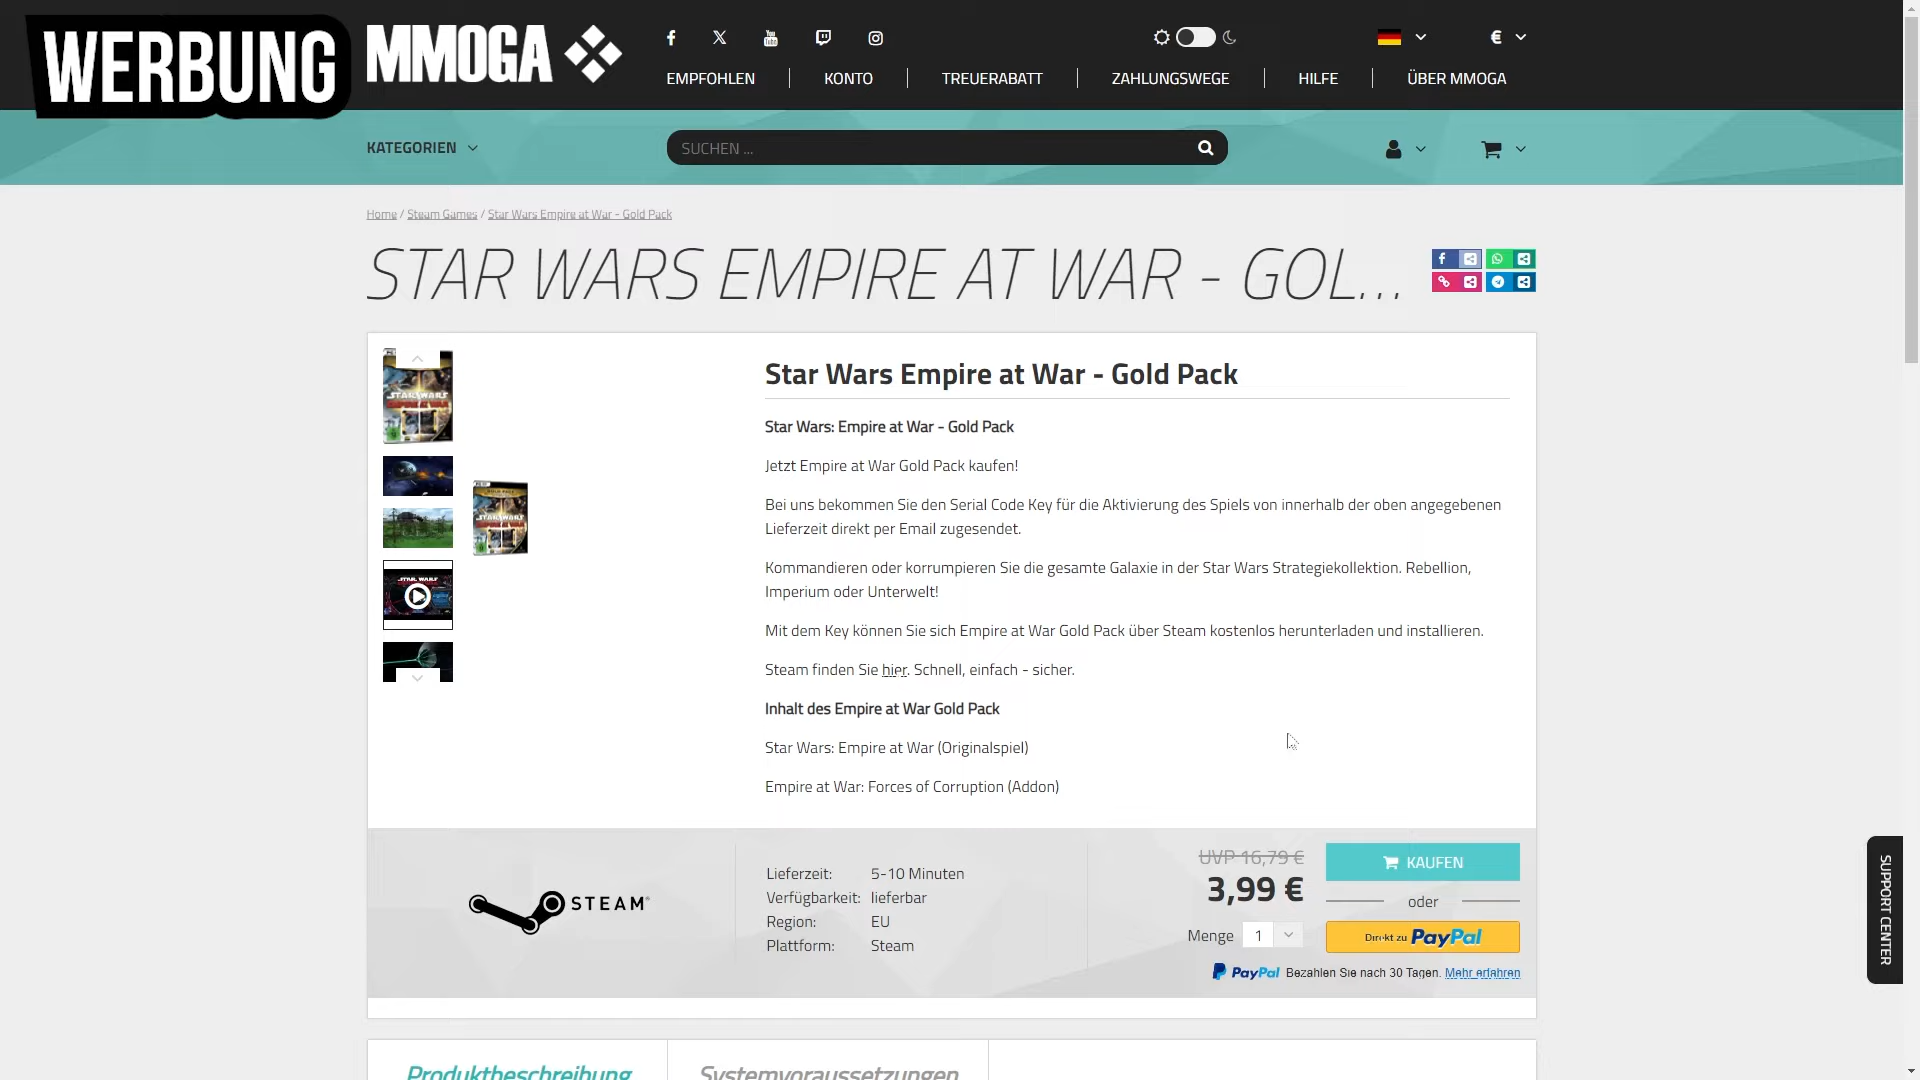 WERBUNG
MMOGA
EMPFOHLEN
KONTO
TREUERABATT
ZAHLUNGSWEGE
HILFE
ÜBER MMOGA
€
KATEGORIEN
SUCHEN ...
Home / Steam Games / Star Wars Empire at War - Gold Pack
STAR WARS EMPIRE AT WAR - GOL...
Star Wars Empire at War - Gold Pack
Star Wars: Empire at War - Gold Pack
Jetzt Empire at War Gold Pack kaufen!
Bei uns bekommen Sie den Serial Code Key für die Aktivierung des Spiels von innerhalb der oben angegebenen
Lieferzeit direkt per Email zugesendet.
Kommandieren oder korrumpieren Sie die gesamte Galaxie in der Star Wars Strategiekollektion. Rebellion,
Imperium oder Unterwelt!
Mit dem Key können Sie sich Empire at War Gold Pack über Steam kostenlos herunterladen und installieren.
Steam finden Sie hier. Schnell, einfach - sicher.
Inhalt des Empire at War Gold Pack
Star Wars: Empire at War (Originalspiel)
Empire at War: Forces of Corruption (Addon)
STEAM
Lieferzeit: 5-10 Minuten
Verfügbarkeit: lieferbar
Region: EU
Plattform: Steam
UVP 16,79 €
3,99 €
Menge 1
KAUFEN
oder
Direkt zu PayPal
PayPal Bezahlen Sie nach 30 Tagen. Mehr erfahren
SUPPORT CENTER
Produktbeschreibung
Systemvoraussetzungen